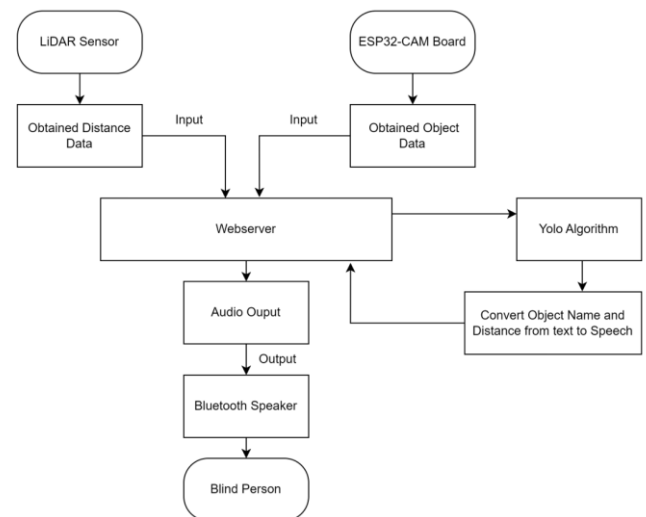 LiDAR Sensor
ESP32-CAM Board
Obtained Distance
Data
Input
Input
Obtained Object
Data
Webserver
Yolo Algorithm
Audio Ouput
Convert Object Name and
Distance from text to Speech
Output
Bluetooth Speaker
Blind Person